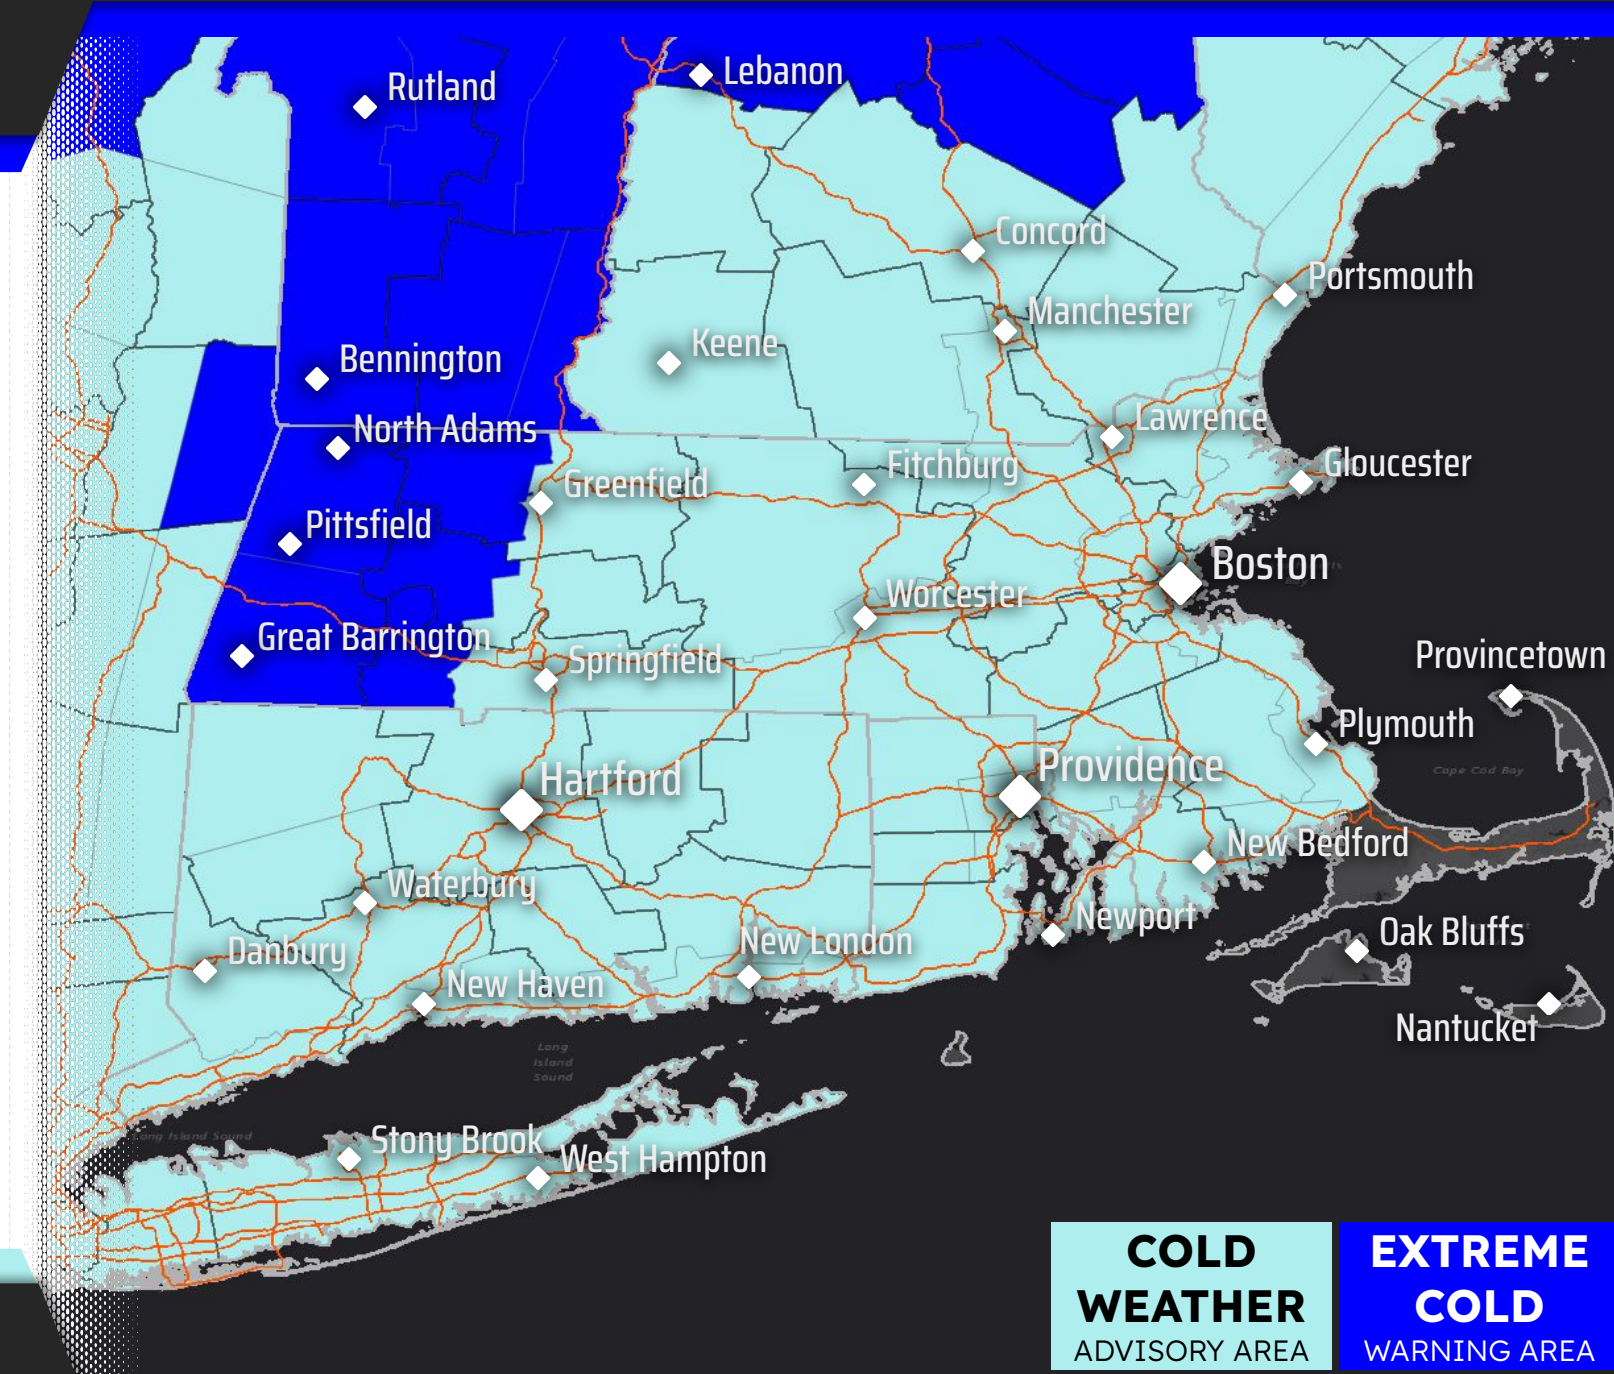 Lebanon
Rutland
Concord
Portsmouth
Manchester
Keene
Bennington
Lawrence
North Adams
Fitchburg
Gloucester
Greenfield
Pittsfield
Boston
Worcester
Great Barrington
Springfield
Provincetown
Plymouth
Cape Cod Bay
Providence
Hartford
New Bedford
Waterbury
Newport
Oak Bluffs
New London
Danbury
New Haven
Nantucket
Long
Island
Sound
Long Island Sound
Stony Brook
West Hampton
COLD
WEATHER
ADVISORY AREA
EXTREME
COLD
WARNING AREA